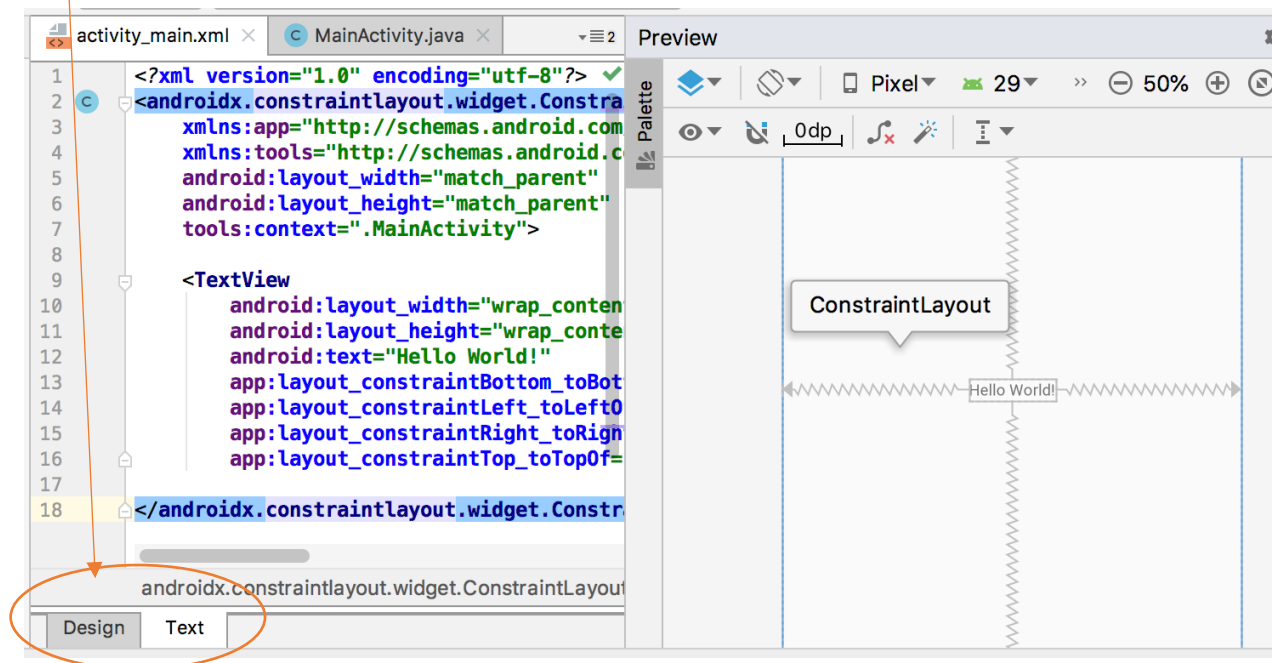 activity_main.xml
C MainActivity.java
2
Preview
1 <?xml version="1.0" encoding="utf-8"?>
2 C <androidx.constraintlayout.widget.Constra
3 xmlns:app="http://schemas.android.com
4 xmlns:tools="http://schemas.android.c
5 android:layout_width="match_parent"
6 android:layout_height="match_parent"
7 tools:context=".MainActivity">
8
9 <TextView
10 android:layout_width="wrap_conten
11 android:layout_height="wrap_conte
12 android:text="Hello World!"
13 app:layout_constraintBottom_toBot
14 app:layout_constraintLeft_toLeftO
15 app:layout_constraintRight_toRigh
16 app:layout_constraintTop_toTopOf=
17
18 </androidx.constraintlayout.widget.Constr
androidx.constraintlayout.widget.ConstraintLayout
Design Text
Palette
Pixel 29 50%
0dp
ConstraintLayout
Hello World!